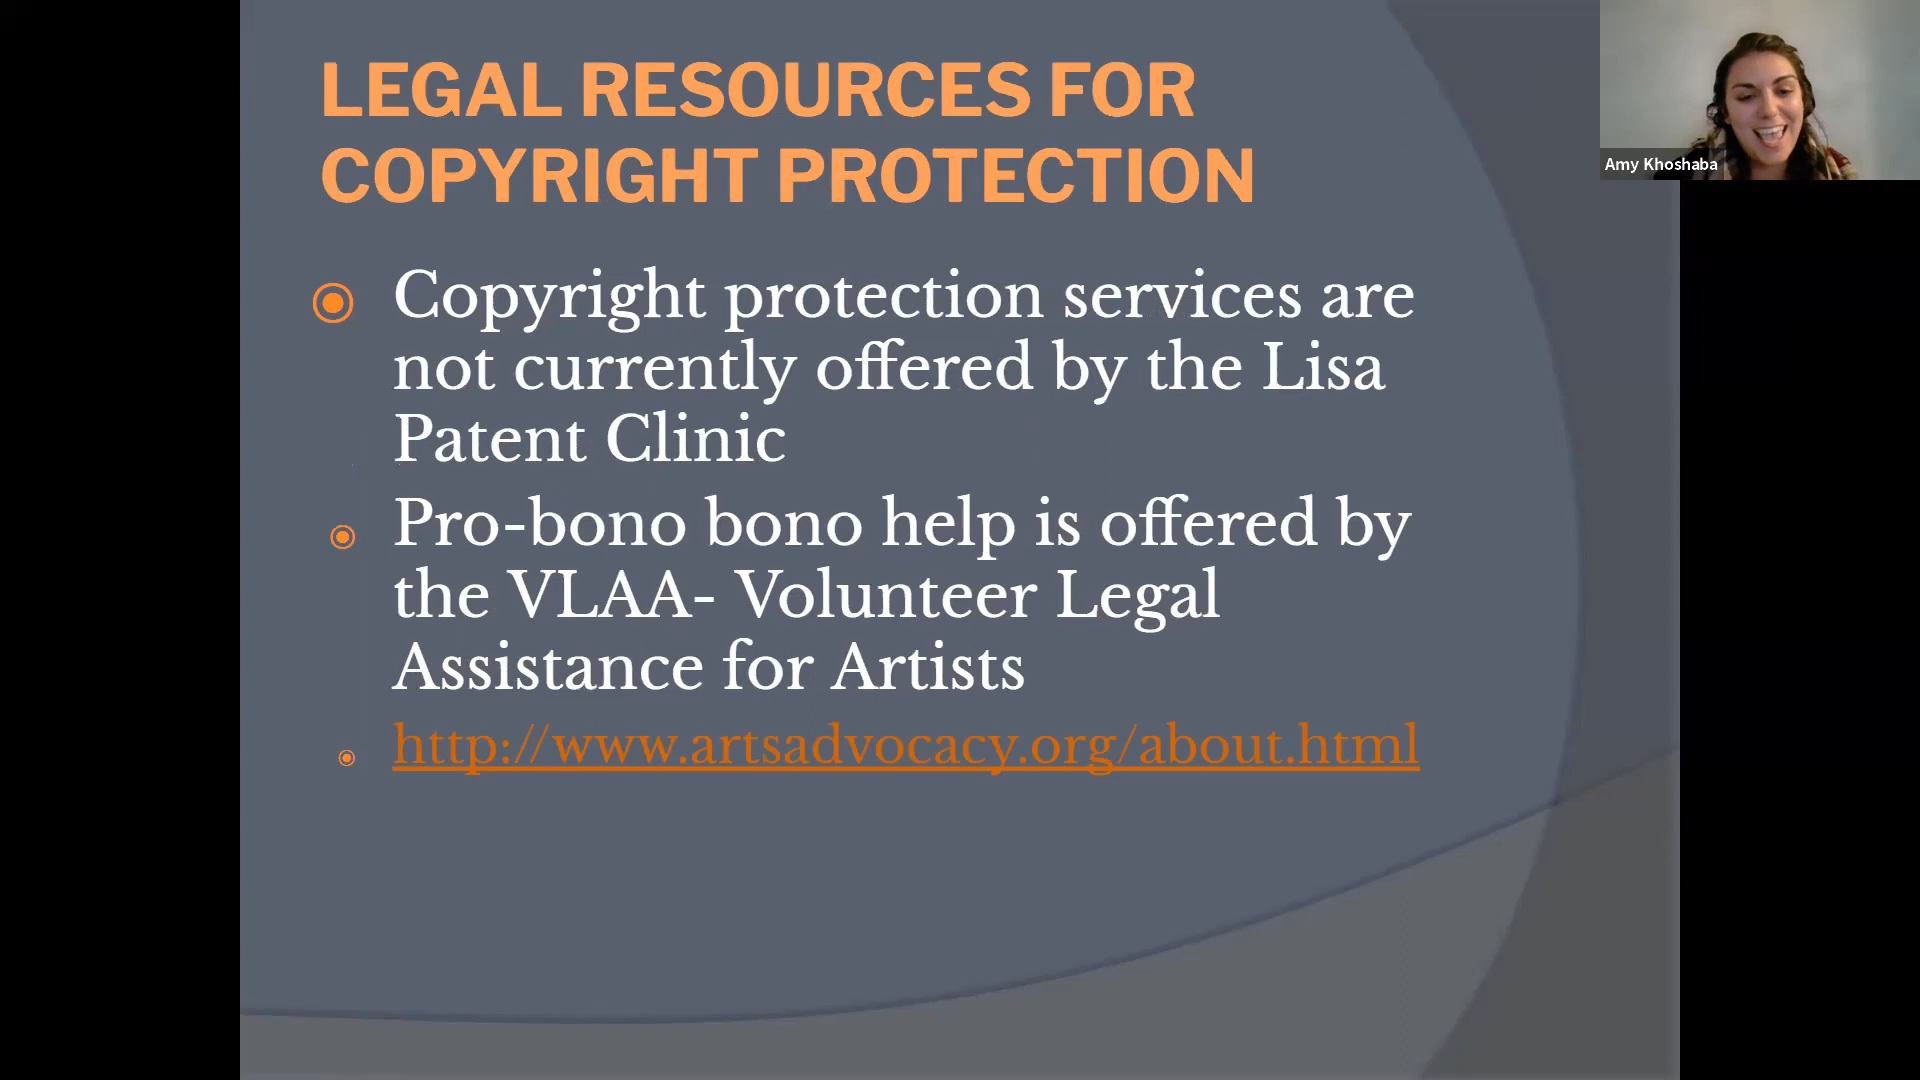 LEGAL RESOURCES FOR
COPYRIGHT PROTECTION
Amy Khoshaba
Copyright protection services are
not currently offered by the Lisa
Patent Clinic
Pro-bono bono help is offered by
the VLAA- Volunteer Legal
Assistance for Artists
http://www.artsadvocacy.org/about.html